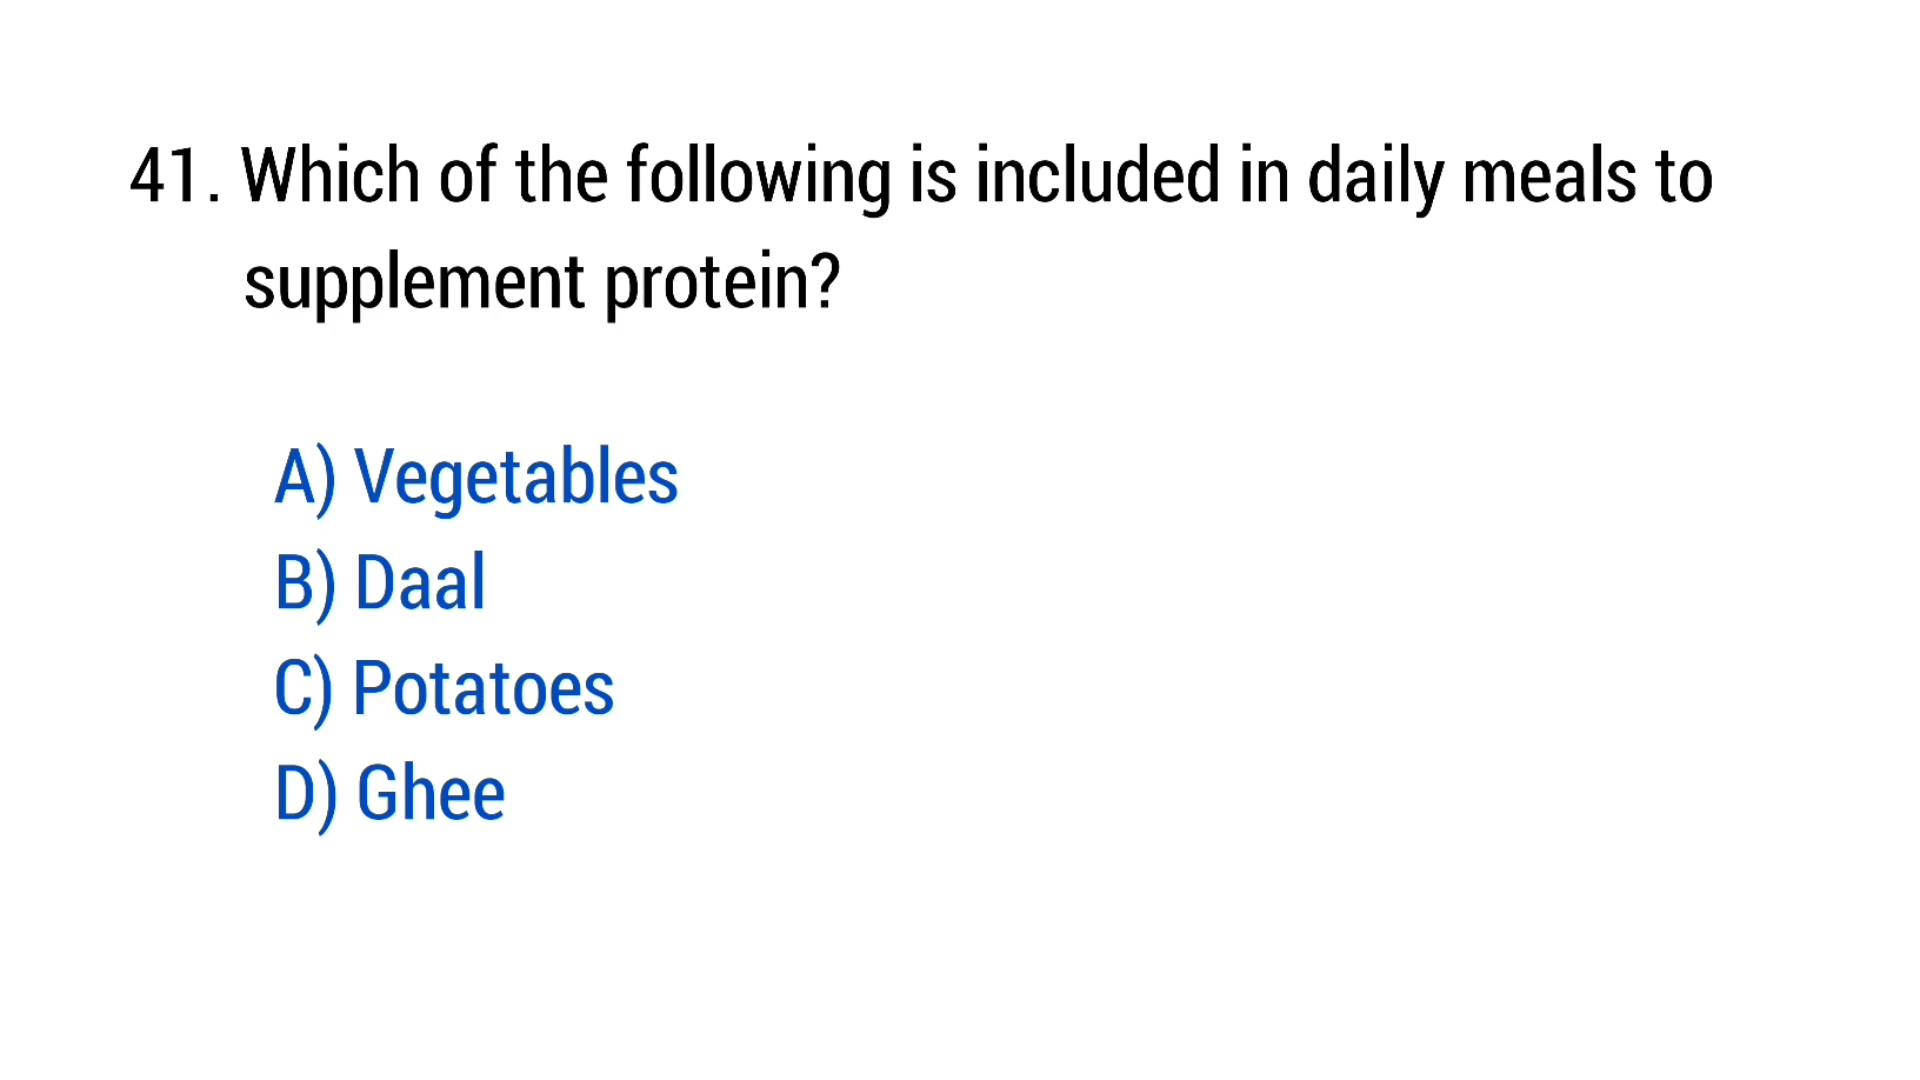 41. Which of the following is included in daily meals to
supplement protein?
A) Vegetables
B) Daal
C) Potatoes
D) Ghee